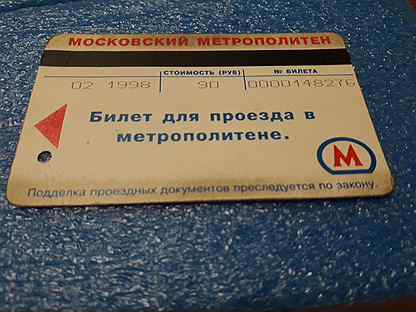 МОСКОВСКИЙ МЕТРОПОЛИТЕН
СТОИМОСТЬ (РУБ) № БИЛЕТА
02 1998 90 0000148276
Билет для проезда в
метрополитене.
М
Подделка проездных документов преследуется по закону.